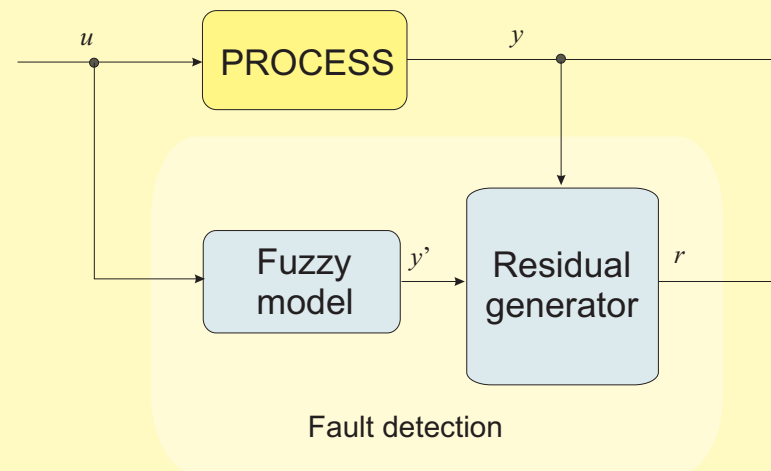 u
PROCESS
y
Fuzzy
model
y’
Residual
generator
r
Fault detection